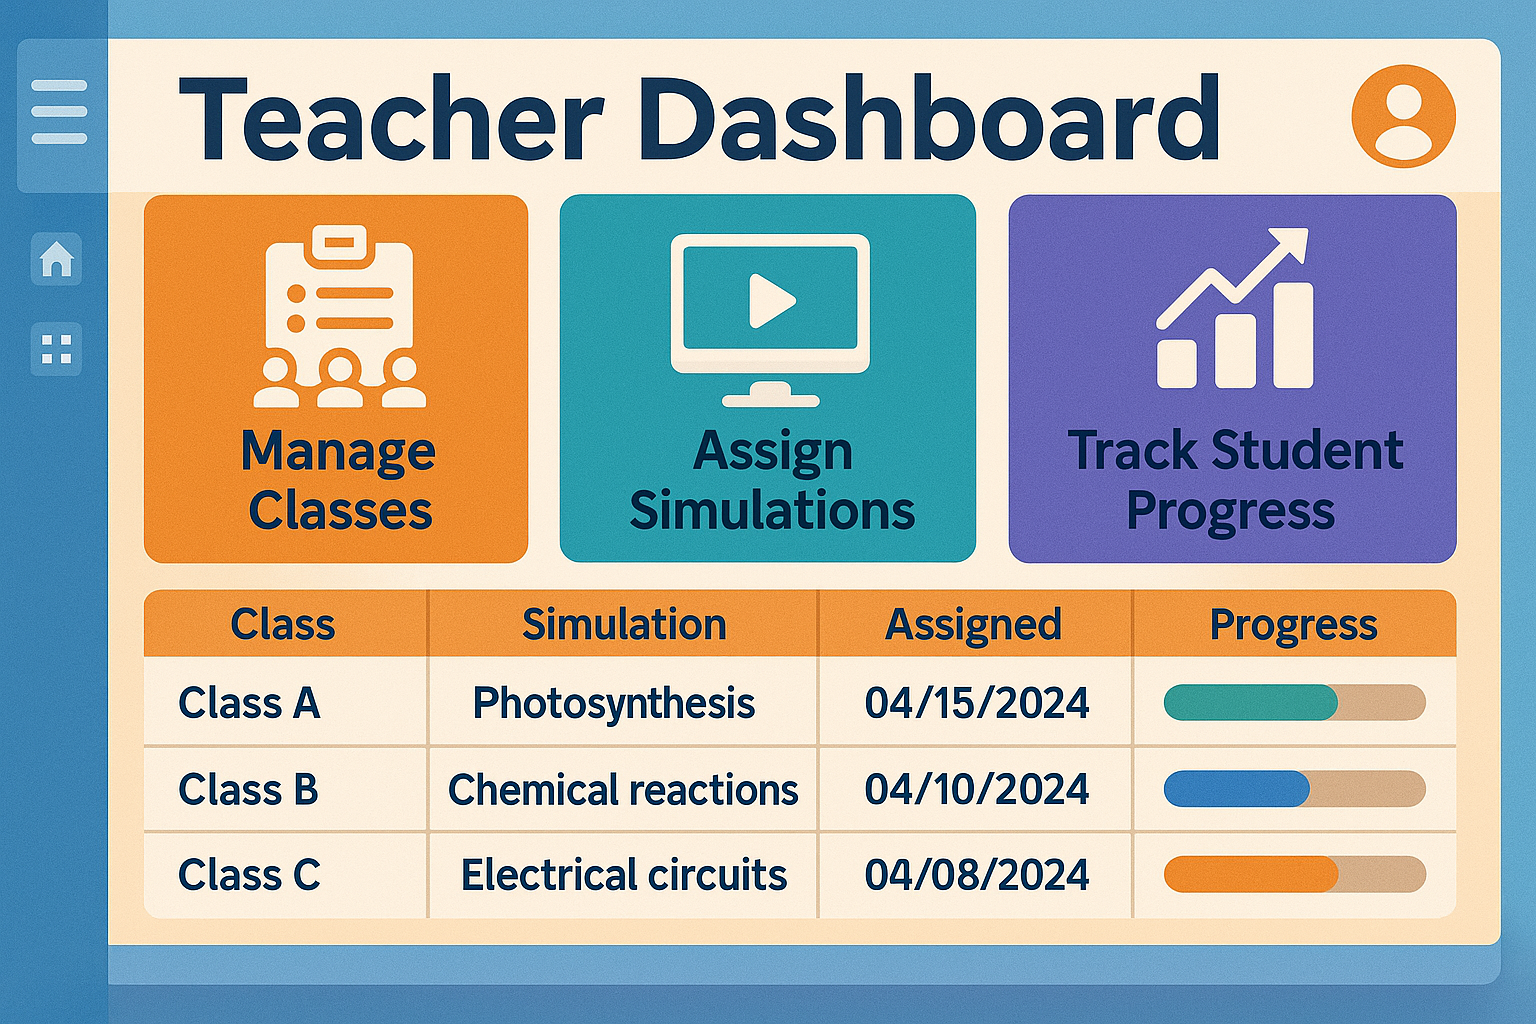 Teacher Dashboard
Manage
Classes
Assign
Simulations
Track Student
Progress
Class Simulation Assigned Progress
Class A Photosynthesis 04/15/2024
Class B Chemical reactions 04/10/2024
Class C Electrical circuits 04/08/2024